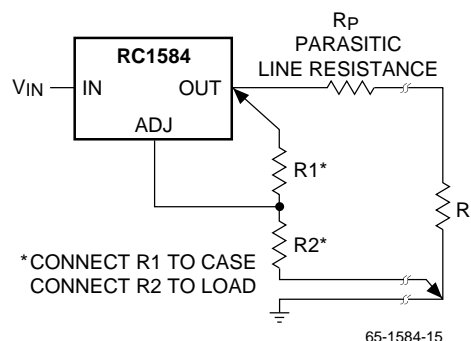 RP
PARASITIC
LINE RESISTANCE
RC1584
VIN
IN
OUT
ADJ
R1*
R
R2*
*CONNECT R1 TO CASE
CONNECT R2 TO LOAD
65-1584-15